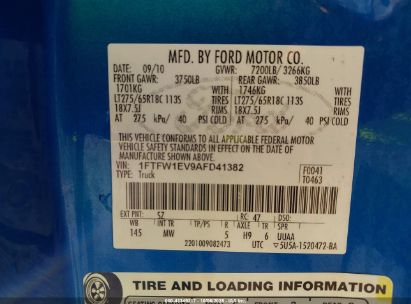 MFD. BY FORD MOTOR CO.
DATE: 09/10 GVWR: 7200LB/ 3266KG
FRONT GAWR: 3750LB REAR GAWR: 3850LB
1701KG WITH 1746KG WITH
LT275/65R18C 113S TIRES LT275/65R18C 113S TIRES
18X7.5J RIMS 18X7.5J RIMS
AT 275 kPa/ 40 PSI COLD AT 275 kPa/ 40 PSI COLD
THIS VEHICLE CONFORMS TO ALL APPLICABLE FEDERAL MOTOR
VEHICLE SAFETY AND THEFT PREVENTION STANDARDS IN EFFECT ON
THE DATE OF MANUFACTURE SHOWN ABOVE.
VIN: 1FTFW1EV9AFD41382 F0041
TYPE: Truck T0463
EXT PNT: SZ RC: 47 DSO:
WB INT TR TP/PS R AXLE TR SPR
145 MW 5 H9 6 UUAA
2201009082473 UTC 5U5A-1520472-BA
TIRE AND LOADING INFORMATION